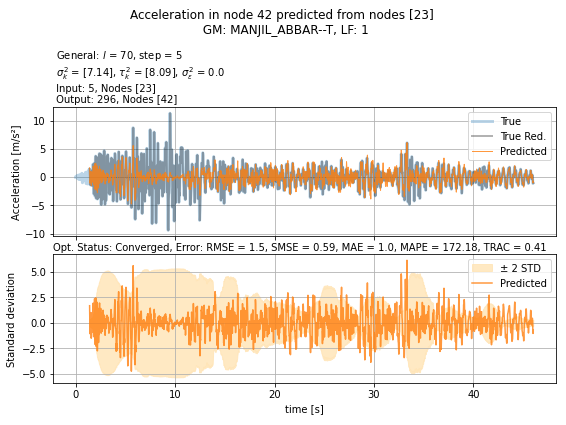 Acceleration in node 42 predicted from nodes [23]
GM: MANJIL_ABBAR--T, LF: 1
General: l = 70, step = 5
σ²k = [7.14], τ²k = [8.09], σ²ε = 0.0
Input: 5, Nodes [23]
Output: 296, Nodes [42]
Acceleration [m/s²]
10
5
0
−5
−10
True
True Red.
Predicted
Opt. Status: Converged, Error: RMSE = 1.5, SMSE = 0.59, MAE = 1.0, MAPE = 172.18, TRAC = 0.41
Standard deviation
5.0
2.5
0.0
−2.5
−5.0
± 2 STD
Predicted
0 10 20 30 40
time [s]